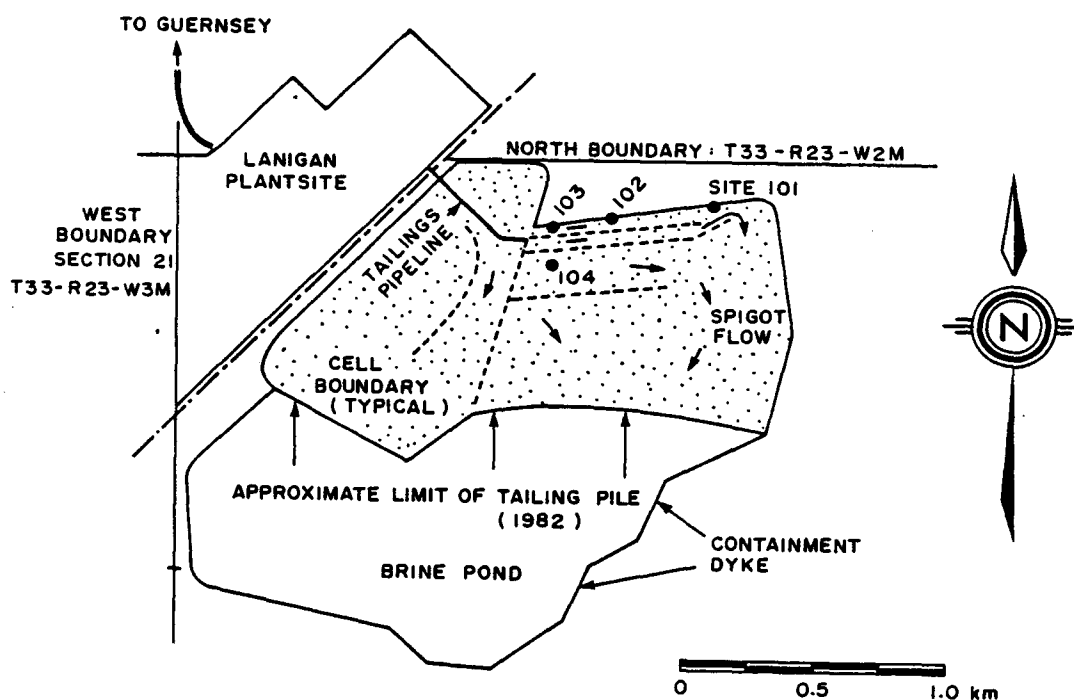 TO GUERNSEY
LANIGAN
PLANTSITE
NORTH BOUNDARY : T33-R23-W2M
WEST
BOUNDARY
SECTION 21
T33-R23-W3M
TAILINGS
PIPELINE
103
102
SITE 101
104
SPIGOT
FLOW
CELL
BOUNDARY
(TYPICAL)
N
APPROXIMATE LIMIT OF TAILING PILE
(1982)
BRINE POND
CONTAINMENT
DYKE
0 0.5 1.0 km